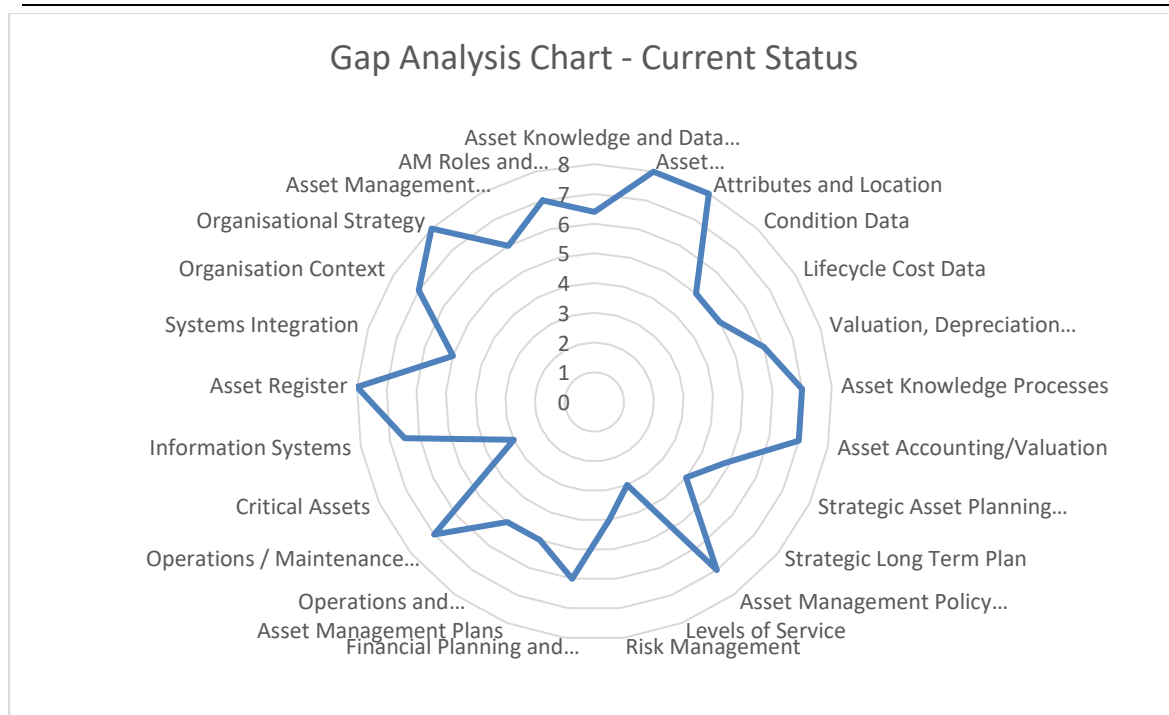 Gap Analysis Chart - Current Status
Asset Knowledge and Data...
Asset...
Attributes and Location
Condition Data
Lifecycle Cost Data
Valuation, Depreciation...
Asset Knowledge Processes
Asset Accounting/Valuation
Strategic Asset Planning...
Strategic Long Term Plan
Asset Management Policy...
Levels of Service
Risk Management
Financial Planning and...
Asset Management Plans
Operations and...
Operations / Maintenance...
Critical Assets
Information Systems
Asset Register
Systems Integration
Organisation Context
Organisational Strategy
Asset Management...
AM Roles and...
8
7
6
5
4
3
2
1
0